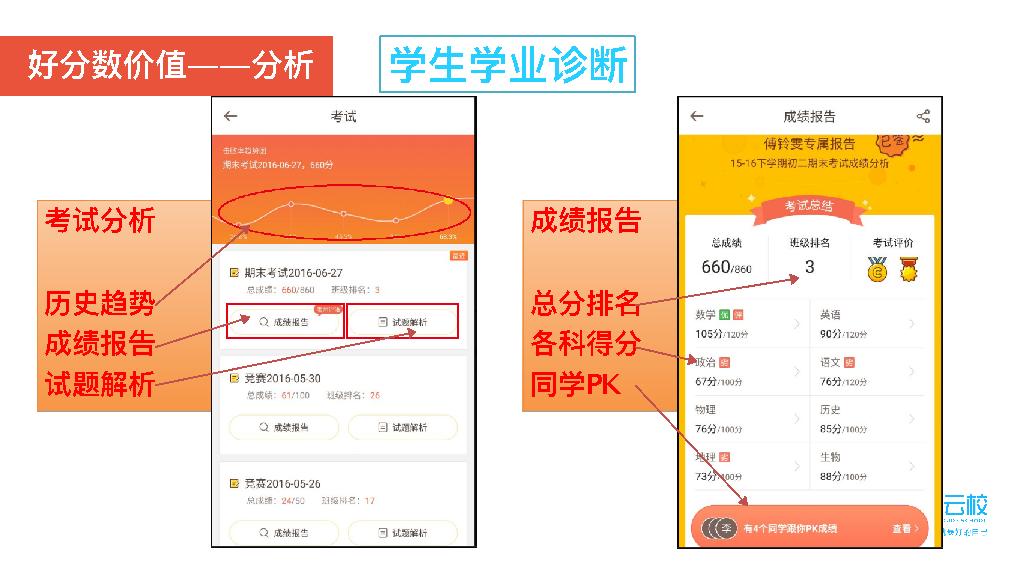 好分数价值——分析
学生学业诊断
考试分析
历史趋势
成绩报告
试题解析
考试
击败率趋势图
期末考试2016-06-27，660分
68.3%
期末考试2016-06-27
总成绩：660/860 班级排名：3
成绩报告
试题解析
竞赛2016-05-30
总成绩：61/100 班级排名：26
成绩报告
试题解析
竞赛2016-05-26
总成绩：24/50 班级排名：17
成绩报告
试题解析
成绩报告
总分排名
各科得分
同学PK
成绩报告
傅铃雯专属报告
15-16下学期初二期末考试成绩分析
考试总结
总成绩
660/860
班级排名
3
考试评价
数学
105分/120分
英语
90分/120分
政治
67分/100分
语文
76分/120分
物理
76分/100分
历史
85分/100分
地理
73分/100分
生物
88分/100分
李
有4个同学跟你PK成绩
查看
云校